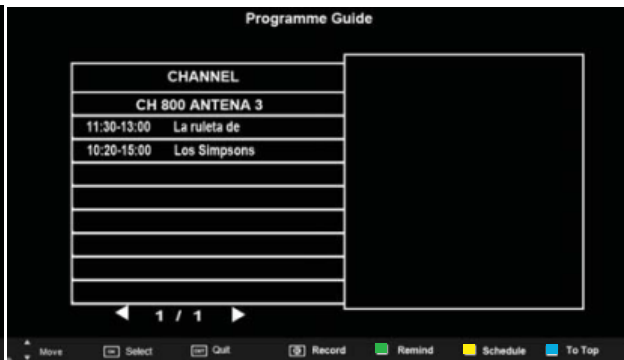 Programme Guide
CHANNEL
CH 800 ANTENA 3
11:30-13:00 La ruleta de
10:20-15:00 Los Simpsons
1 / 1
Move Select Quit Record Remind Schedule To Top